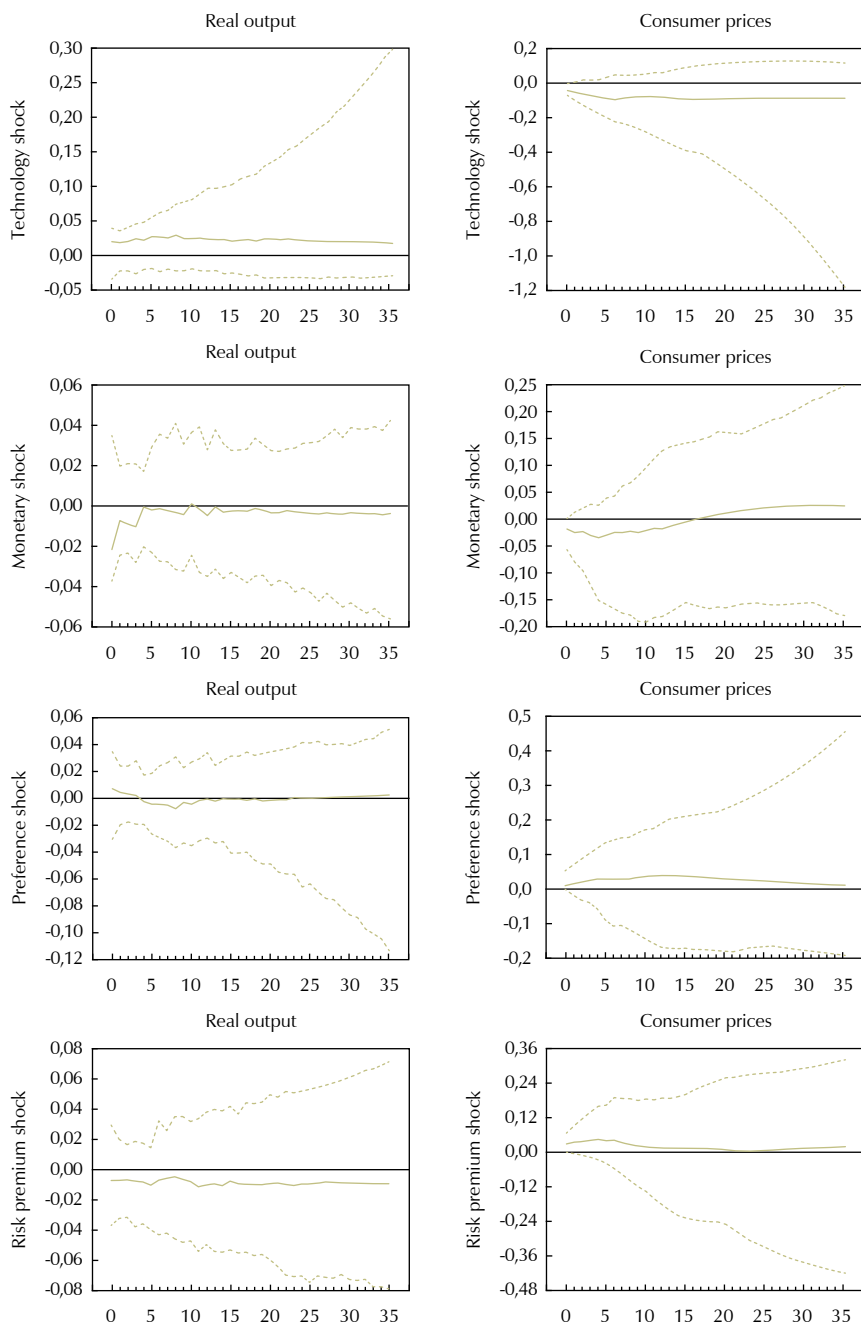 Real output
Technology shock
0,30
0,20
0,15
0,10
0,05
0,00
-0,05
0 5 10 15 20 25 30 35
Consumer prices
Technology shock
0,2
0,0
-0,2
-0,4
-0,6
-0,8
-1,0
-1,2
0 5 10 15 20 25 30 35
Real output
Monetary shock
0,06
0,04
0,02
0,00
-0,02
-0,04
-0,06
0 5 10 15 20 25 30 35
Consumer prices
Monetary shock
0,25
0,20
0,15
0,10
0,05
0,00
-0,05
-0,10
-0,15
-0,20
0 5 10 15 20 25 30 35
Real output
Preference shock
0,06
0,04
0,02
0,00
-0,02
-0,04
-0,06
-0,08
-0,10
-0,12
0 5 10 15 20 25 30 35
Consumer prices
Preference shock
0,5
0,4
0,3
0,2
0,1
0,0
-0,1
-0,2
0 5 10 15 20 25 30 35
Real output
Risk premium shock
0,08
0,06
0,04
0,02
0,00
-0,02
-0,04
-0,06
-0,08
0 5 10 15 20 25 30 35
Consumer prices
Risk premium shock
0,36
0,24
0,12
0,00
-0,12
-0,24
-0,36
-0,48
0 5 10 15 20 25 30 35